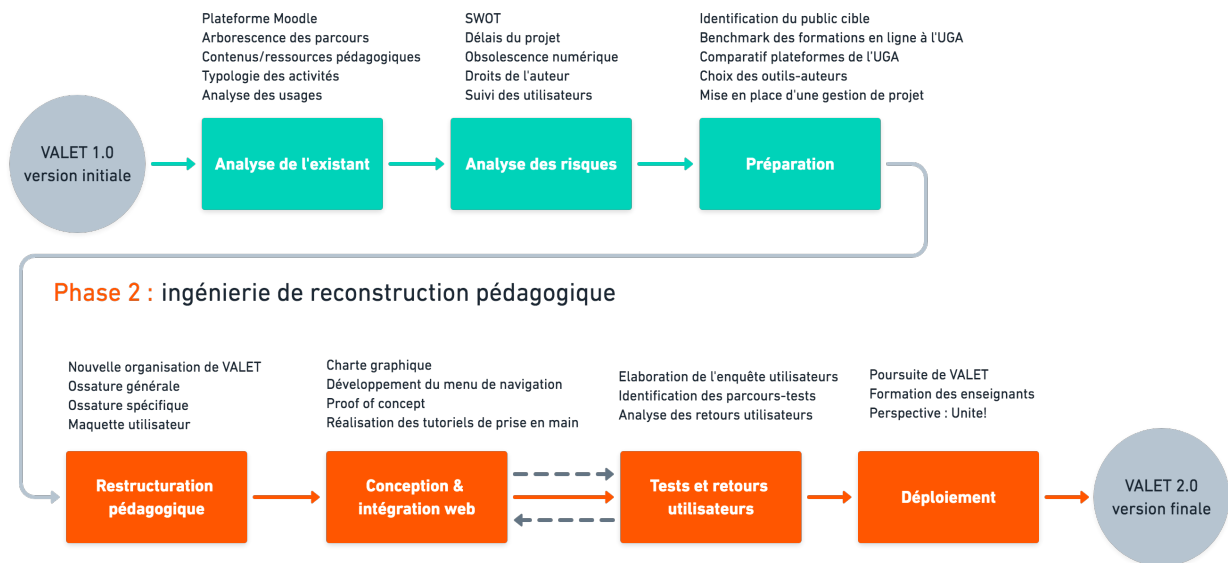 Plateforme Moodle
Arborescence des parcours
Contenus/ressources pédagogiques
Typologie des activités
Analyse des usages
SWOT
Délais du projet
Obsolescence numérique
Droits de l'auteur
Suivi des utilisateurs
Identification du public cible
Benchmark des formations en ligne à l'UGA
Comparatif plateformes de l'UGA
Choix des outils-auteurs
Mise en place d'une gestion de projet
VALET 1.0
version initiale
Analyse de l'existant
Analyse des risques
Préparation
Phase 2 : ingénierie de reconstruction pédagogique
Nouvelle organisation de VALET
Ossature générale
Ossature spécifique
Maquette utilisateur
Charte graphique
Développement du menu de navigation
Proof of concept
Réalisation des tutoriels de prise en main
Elaboration de l'enquête utilisateurs
Identification des parcours-tests
Analyse des retours utilisateurs
Poursuite de VALET
Formation des enseignants
Perspective : Unite!
Restructuration
pédagogique
Conception &
intégration web
Tests et retours
utilisateurs
Déploiement
VALET 2.0
version finale